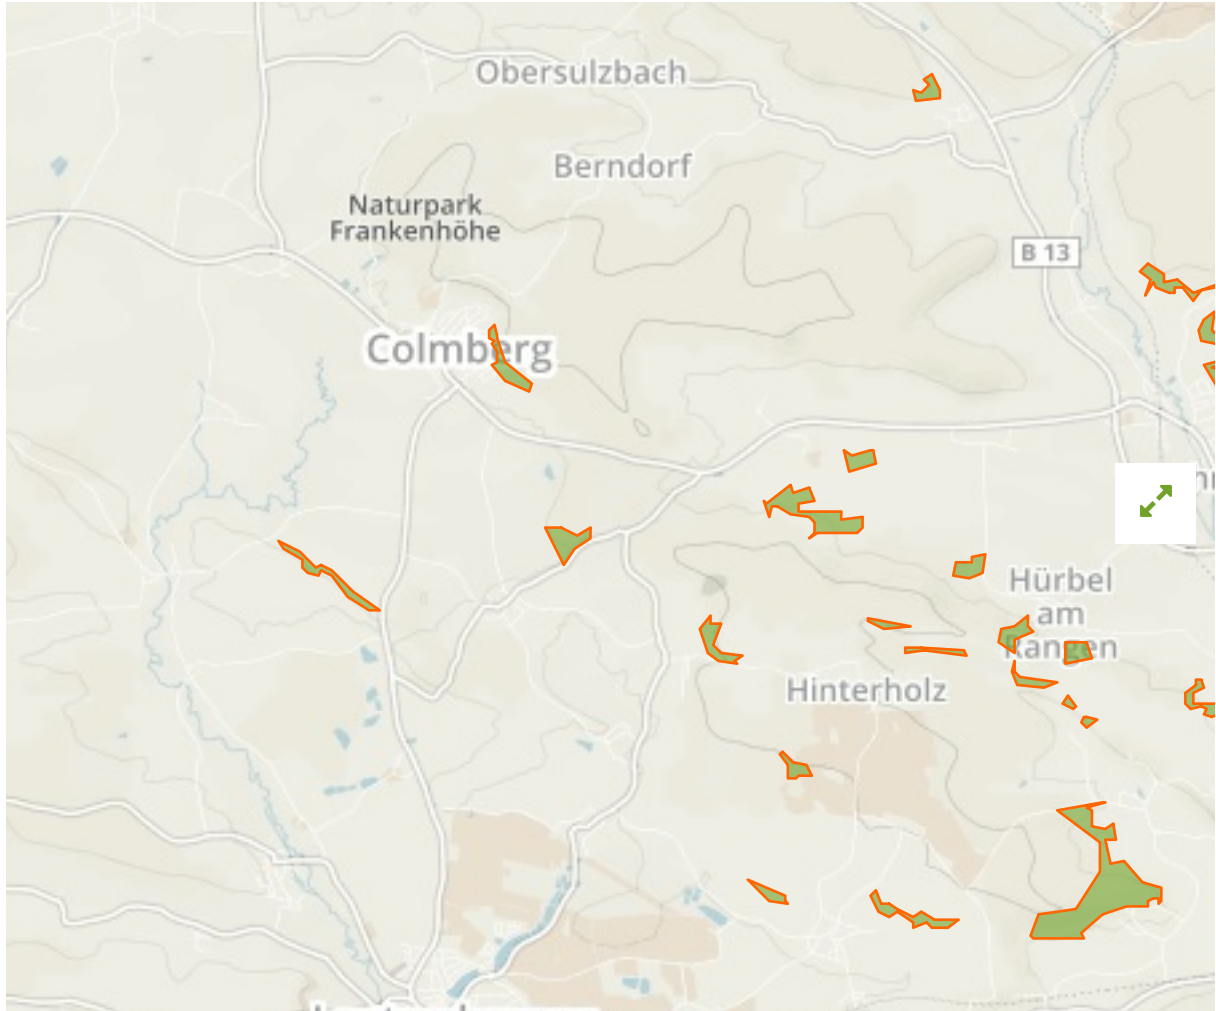 Obersulzbach
Berndorf
Naturpark
Frankenhöhe
B 13
Colmberg
Hürbel
am
Rangen
Hinterholz